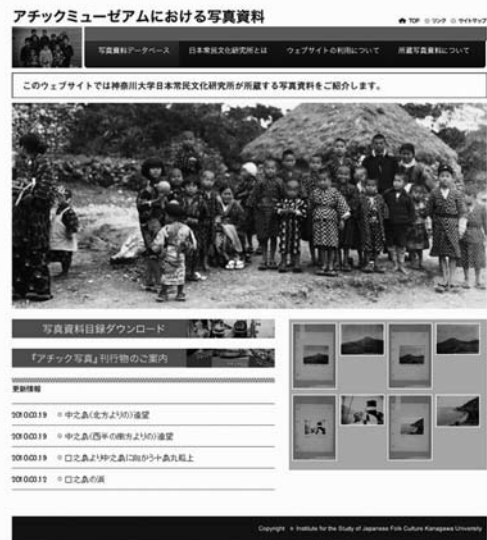 アチックミューゼアムにおける写真資料
TOP リンク サイトマップ
写真資料データベース 日本常民文化研究所とは ウェブサイトの利用について 所蔵写真資料について
このウェブサイトでは神奈川大学日本常民文化研究所が所蔵する写真資料をご紹介します。
写真資料目録ダウンロード
『アチック写真』刊行物のご案内
更新情報
2010.03.19 中之島(北方よりの)遠望
2010.03.19 中之島(西半の南方よりの)遠望
2010.03.19 口之島より中之島に向かう十島丸船上
2010.03.12 口之島の浜
Copyright © Institute for the Study of Japanese Folk Culture Kanagawa University